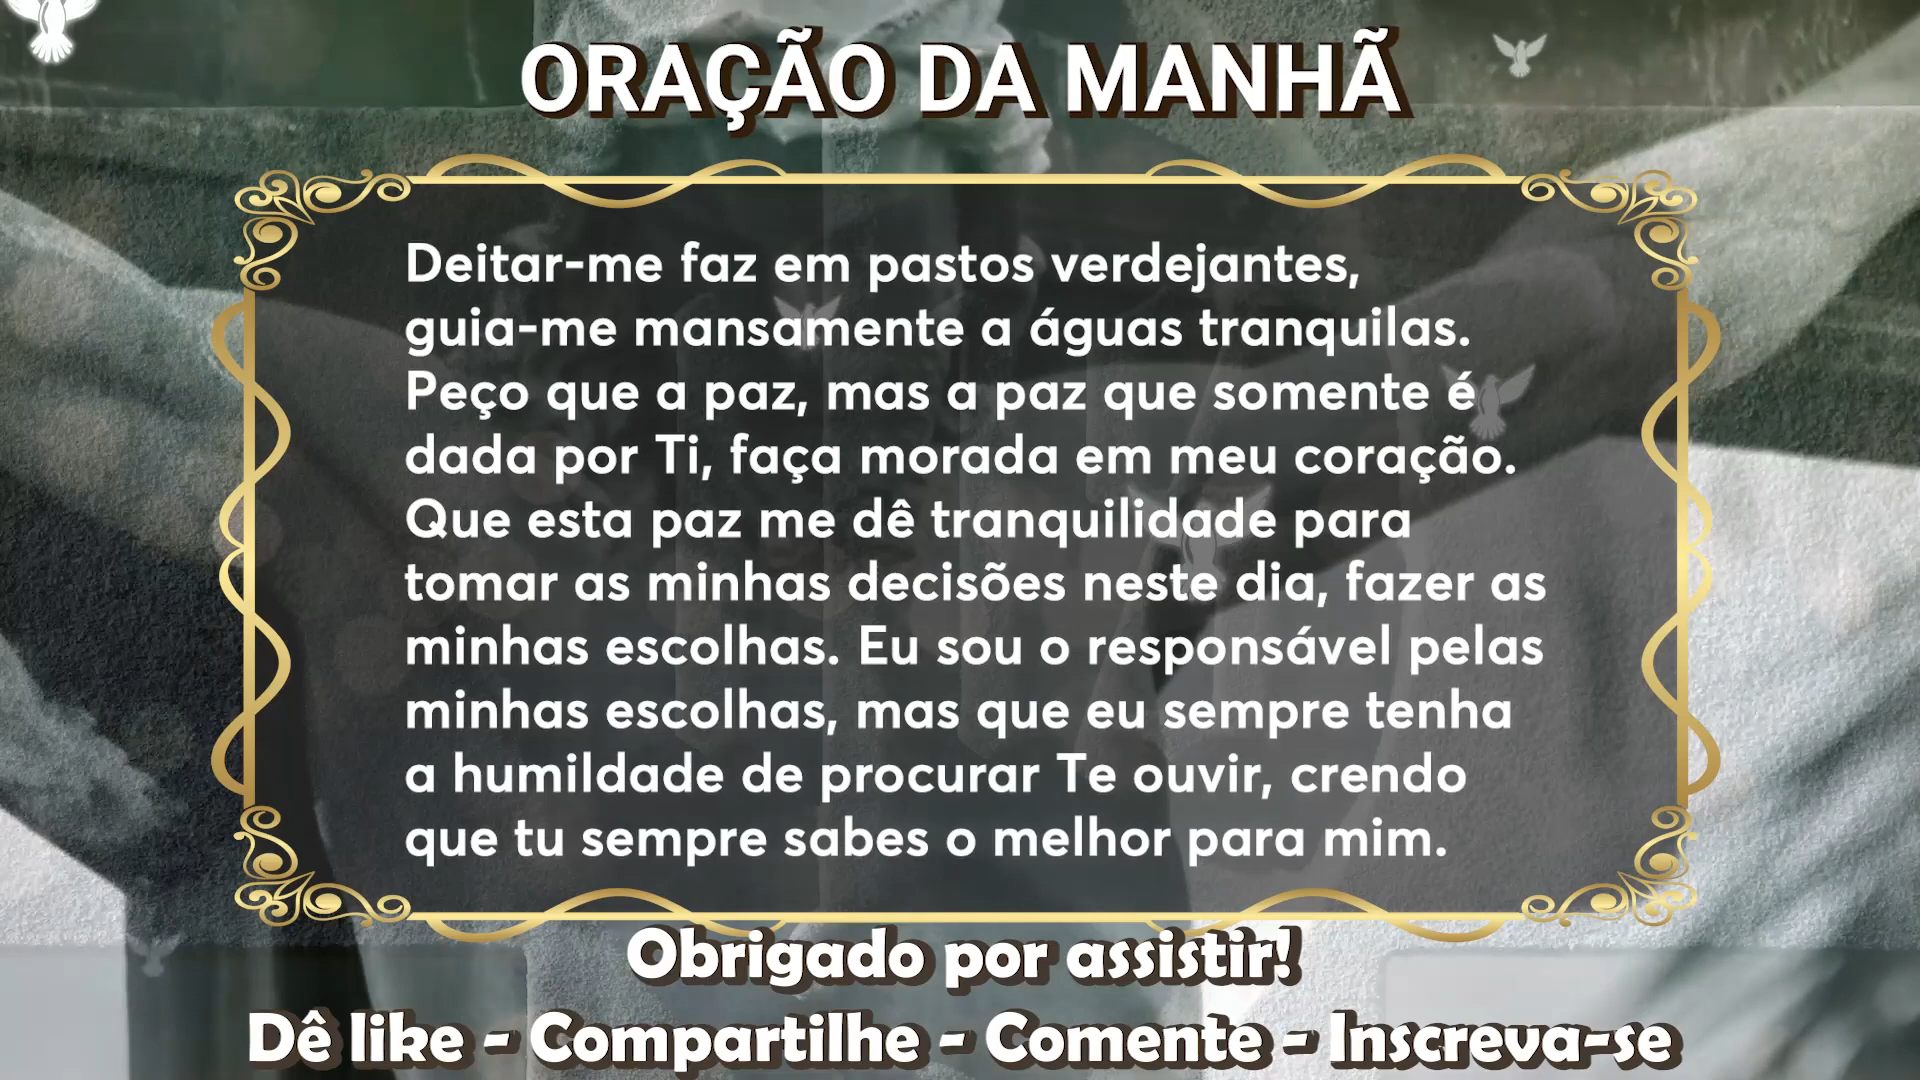 ORAÇÃO DA MANHÃ
Deitar-me faz em pastos verdejantes,
guia-me mansamente a águas tranquilas.
Peço que a paz, mas a paz que somente é
dada por Ti, faça morada em meu coração.
Que esta paz me dê tranquilidade para
tomar as minhas decisões neste dia, fazer as
minhas escolhas. Eu sou o responsável pelas
minhas escolhas, mas que eu sempre tenha
a humildade de procurar Te ouvir, crendo
que tu sempre sabes o melhor para mim.
Obrigado por assistir!
Dê like - Compartilhe - Comente - Inscreva-se